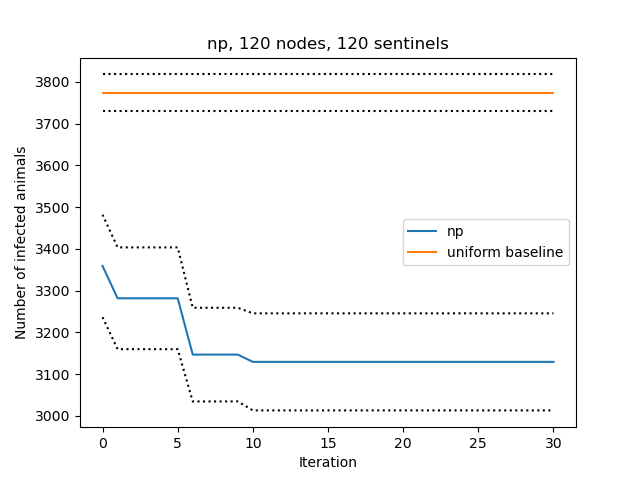 np, 120 nodes, 120 sentinels
3800
3700
3600
3500
3400
3300
3200
3100
3000
Number of infected animals
np
uniform baseline
0 5 10 15 20 25 30
Iteration